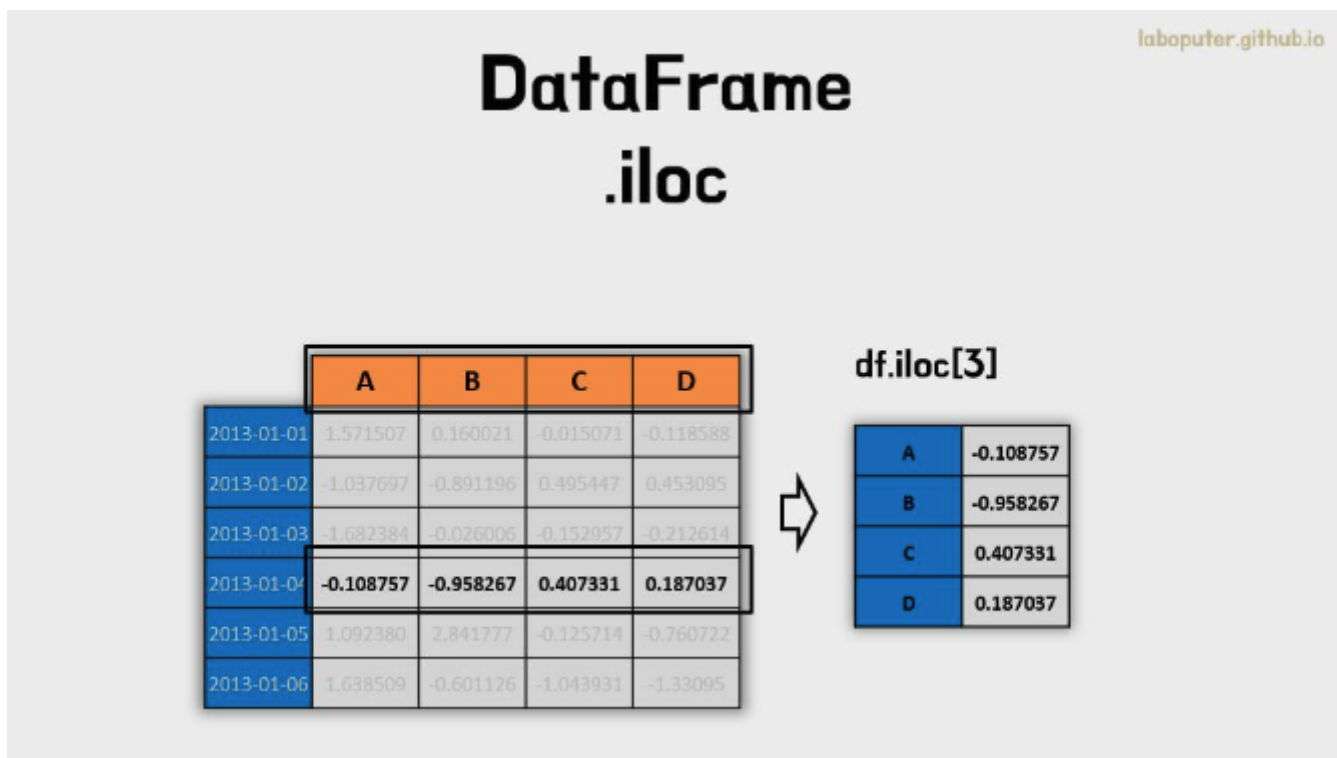 laboputer.github.io
DataFrame
.iloc
A B C D
2013-01-01 1.571507 0.160021 -0.015071 -0.118588
2013-01-02 -1.037697 -0.891196 0.495447 0.453095
2013-01-03 -1.682384 -0.026006 -0.152957 -0.212614
2013-01-04 -0.108757 -0.958267 0.407331 0.187037
2013-01-05 1.092380 2.841777 -0.125714 -0.760722
2013-01-06 1.638509 -0.601126 -1.043931 -1.33095
df.iloc[3]
A -0.108757
B -0.958267
C 0.407331
D 0.187037